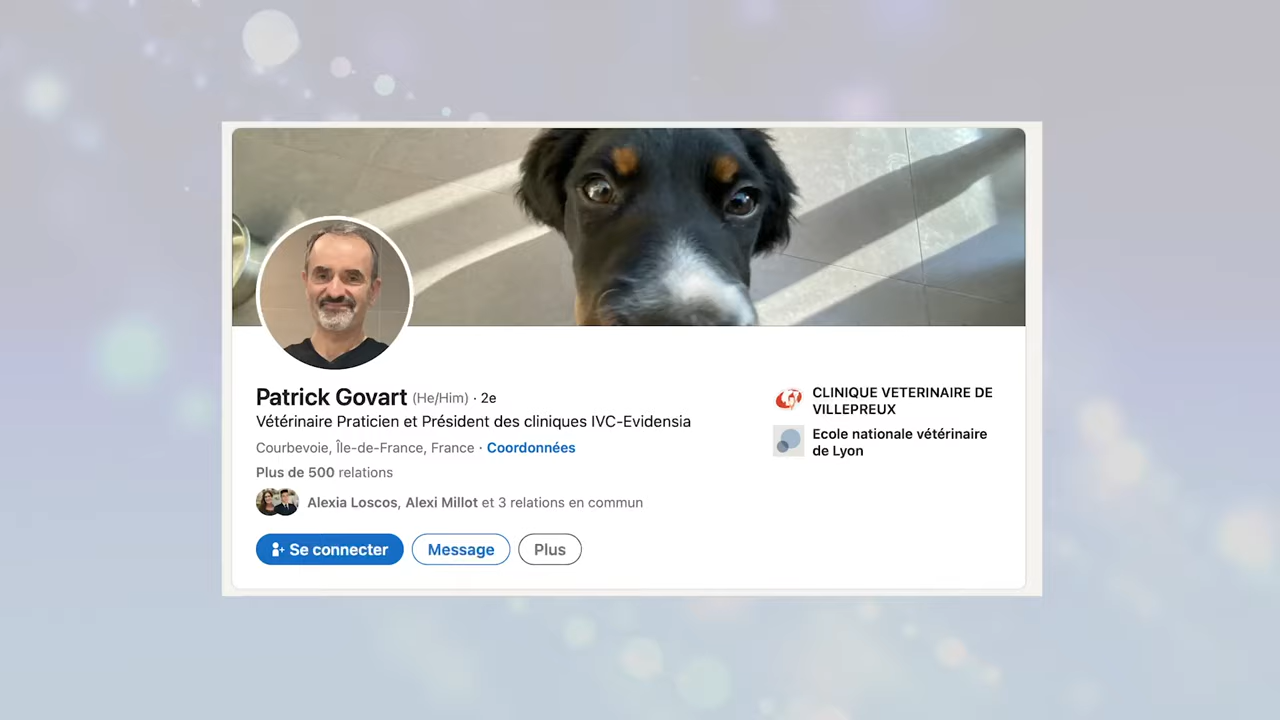 Patrick Govart (He/Him) · 2e
Vétérinaire Praticien et Président des cliniques IVC-Evidensia
Courbevoie, Île-de-France, France · Coordonnées
Plus de 500 relations
Alexia Loscos, Alexi Millot et 3 relations en commun
Se connecter
Message
Plus
CLINIQUE VETERINAIRE DE
VILLEPREUX
Ecole nationale vétérinaire
de Lyon